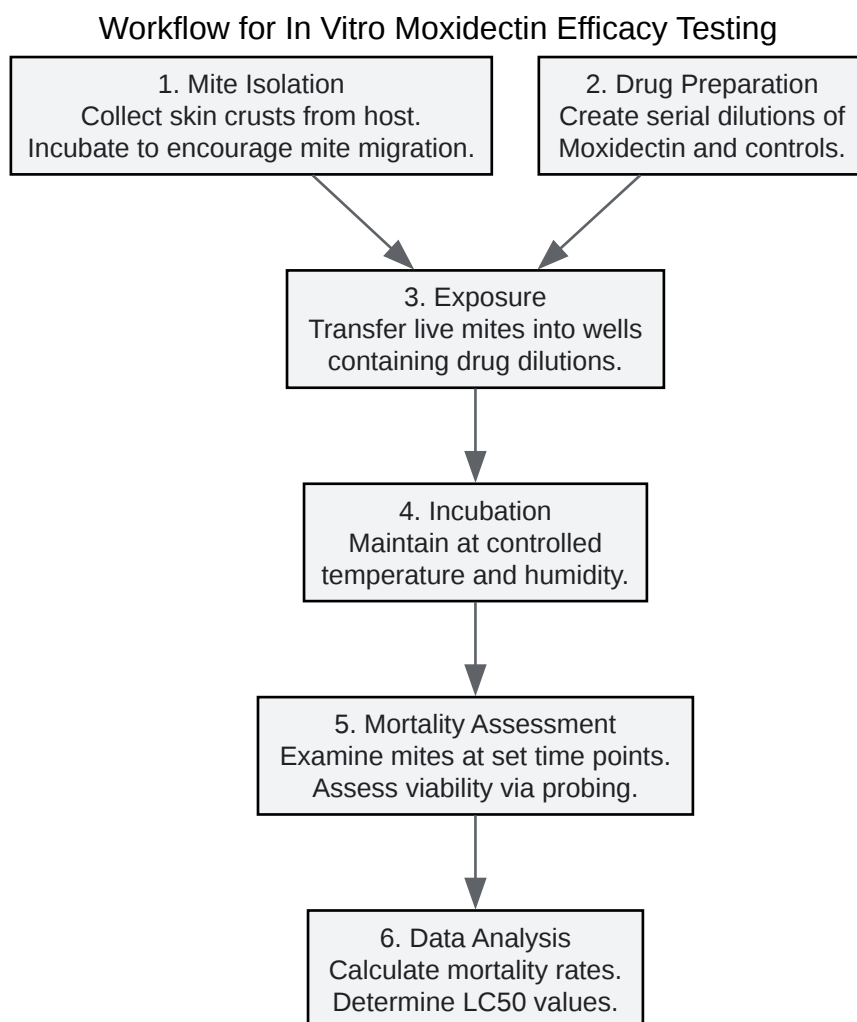 Workflow for In Vitro Moxidectin Efficacy Testing
1. Mite Isolation
Collect skin crusts from host.
Incubate to encourage mite migration.
2. Drug Preparation
Create serial dilutions of
Moxidectin and controls.
3. Exposure
Transfer live mites into wells
containing drug dilutions.
4. Incubation
Maintain at controlled
temperature and humidity.
5. Mortality Assessment
Examine mites at set time points.
Assess viability via probing.
6. Data Analysis
Calculate mortality rates.
Determine LC50 values.